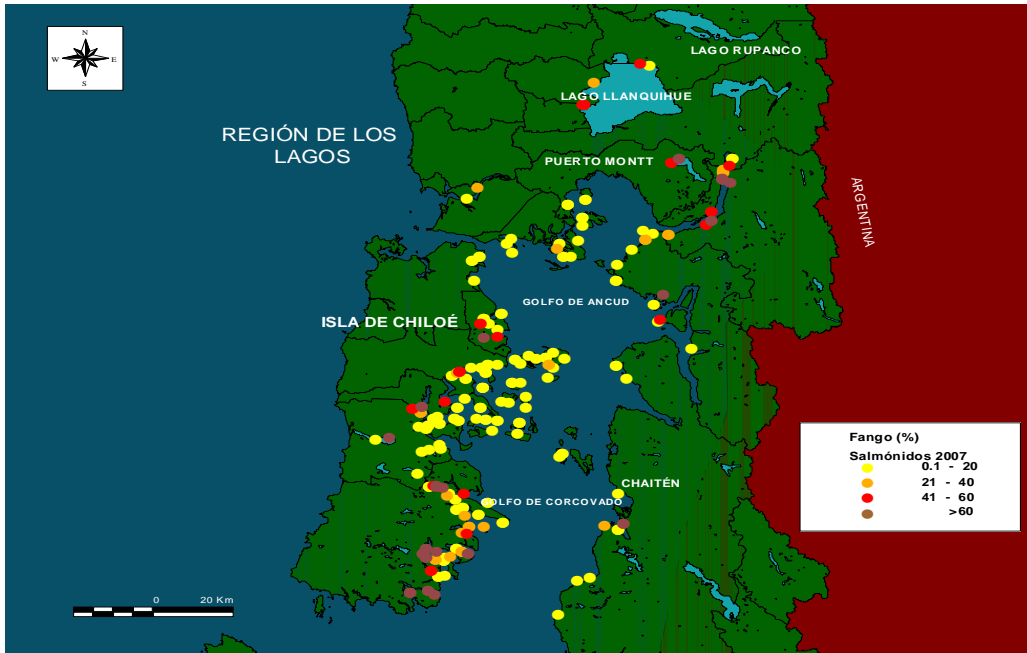 N
W E
S
LAGO RUPANCO
LAGO LLANQUIHUE
REGIÓN DE LOS
LAGOS
PUERTO MONTT
ARGENTINA
GOLFO DE ANCUD
ISLA DE CHILOÉ
Fango (%)
Salmónidos 2007
0.1 - 20
21 - 40
41 - 60
>60
CHAITÉN
GOLFO DE CORCOVADO
0 20 Km